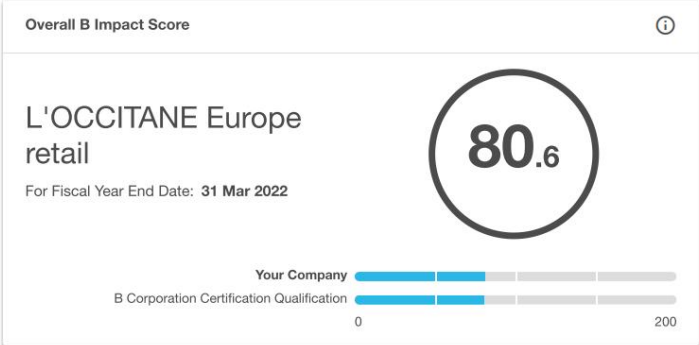 Overall B Impact Score
L'OCCITANE Europe
retail
80.6
For Fiscal Year End Date: 31 Mar 2022
Your Company
B Corporation Certification Qualification
0
200